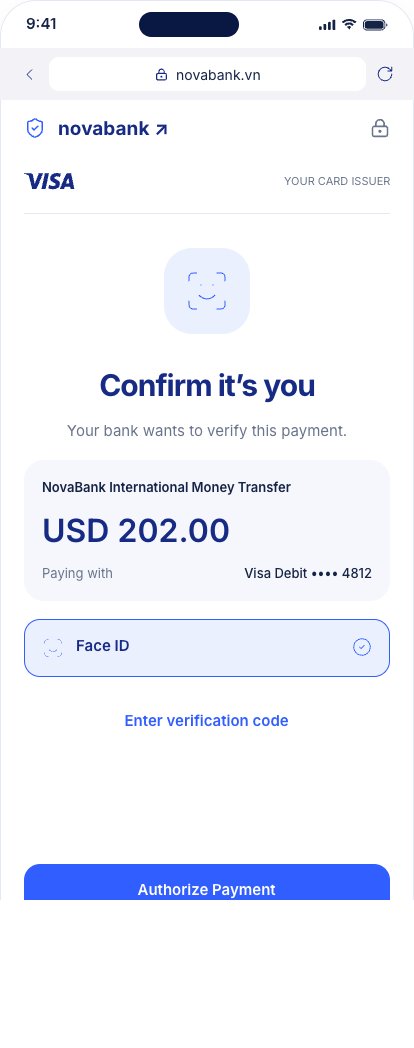 9:41
novabank.vn
novabank
VISA
YOUR CARD ISSUER
Confirm it’s you
Your bank wants to verify this payment.
NovaBank International Money Transfer
USD 202.00
Paying with
Visa Debit •••• 4812
Face ID
Enter verification code
Authorize Payment